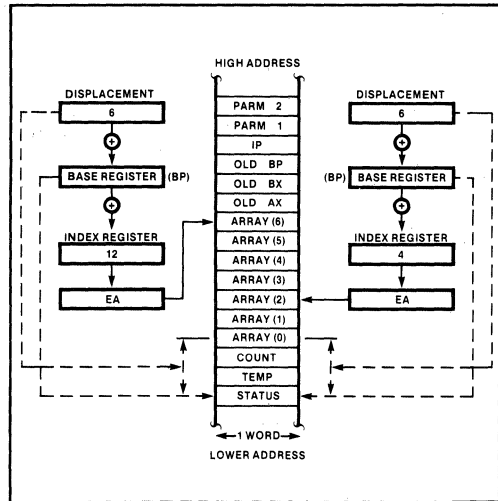 HIGH ADDRESS
DISPLACEMENT
6
BASE REGISTER (BP)
INDEX REGISTER
12
EA
PARM 2
PARM 1
IP
OLD BP
OLD BX
OLD AX
ARRAY (6)
ARRAY (5)
ARRAY (4)
ARRAY (3)
ARRAY (2)
ARRAY (1)
ARRAY (0)
COUNT
TEMP
STATUS
1 WORD
LOWER ADDRESS
DISPLACEMENT
6
(BP) BASE REGISTER
INDEX REGISTER
4
EA